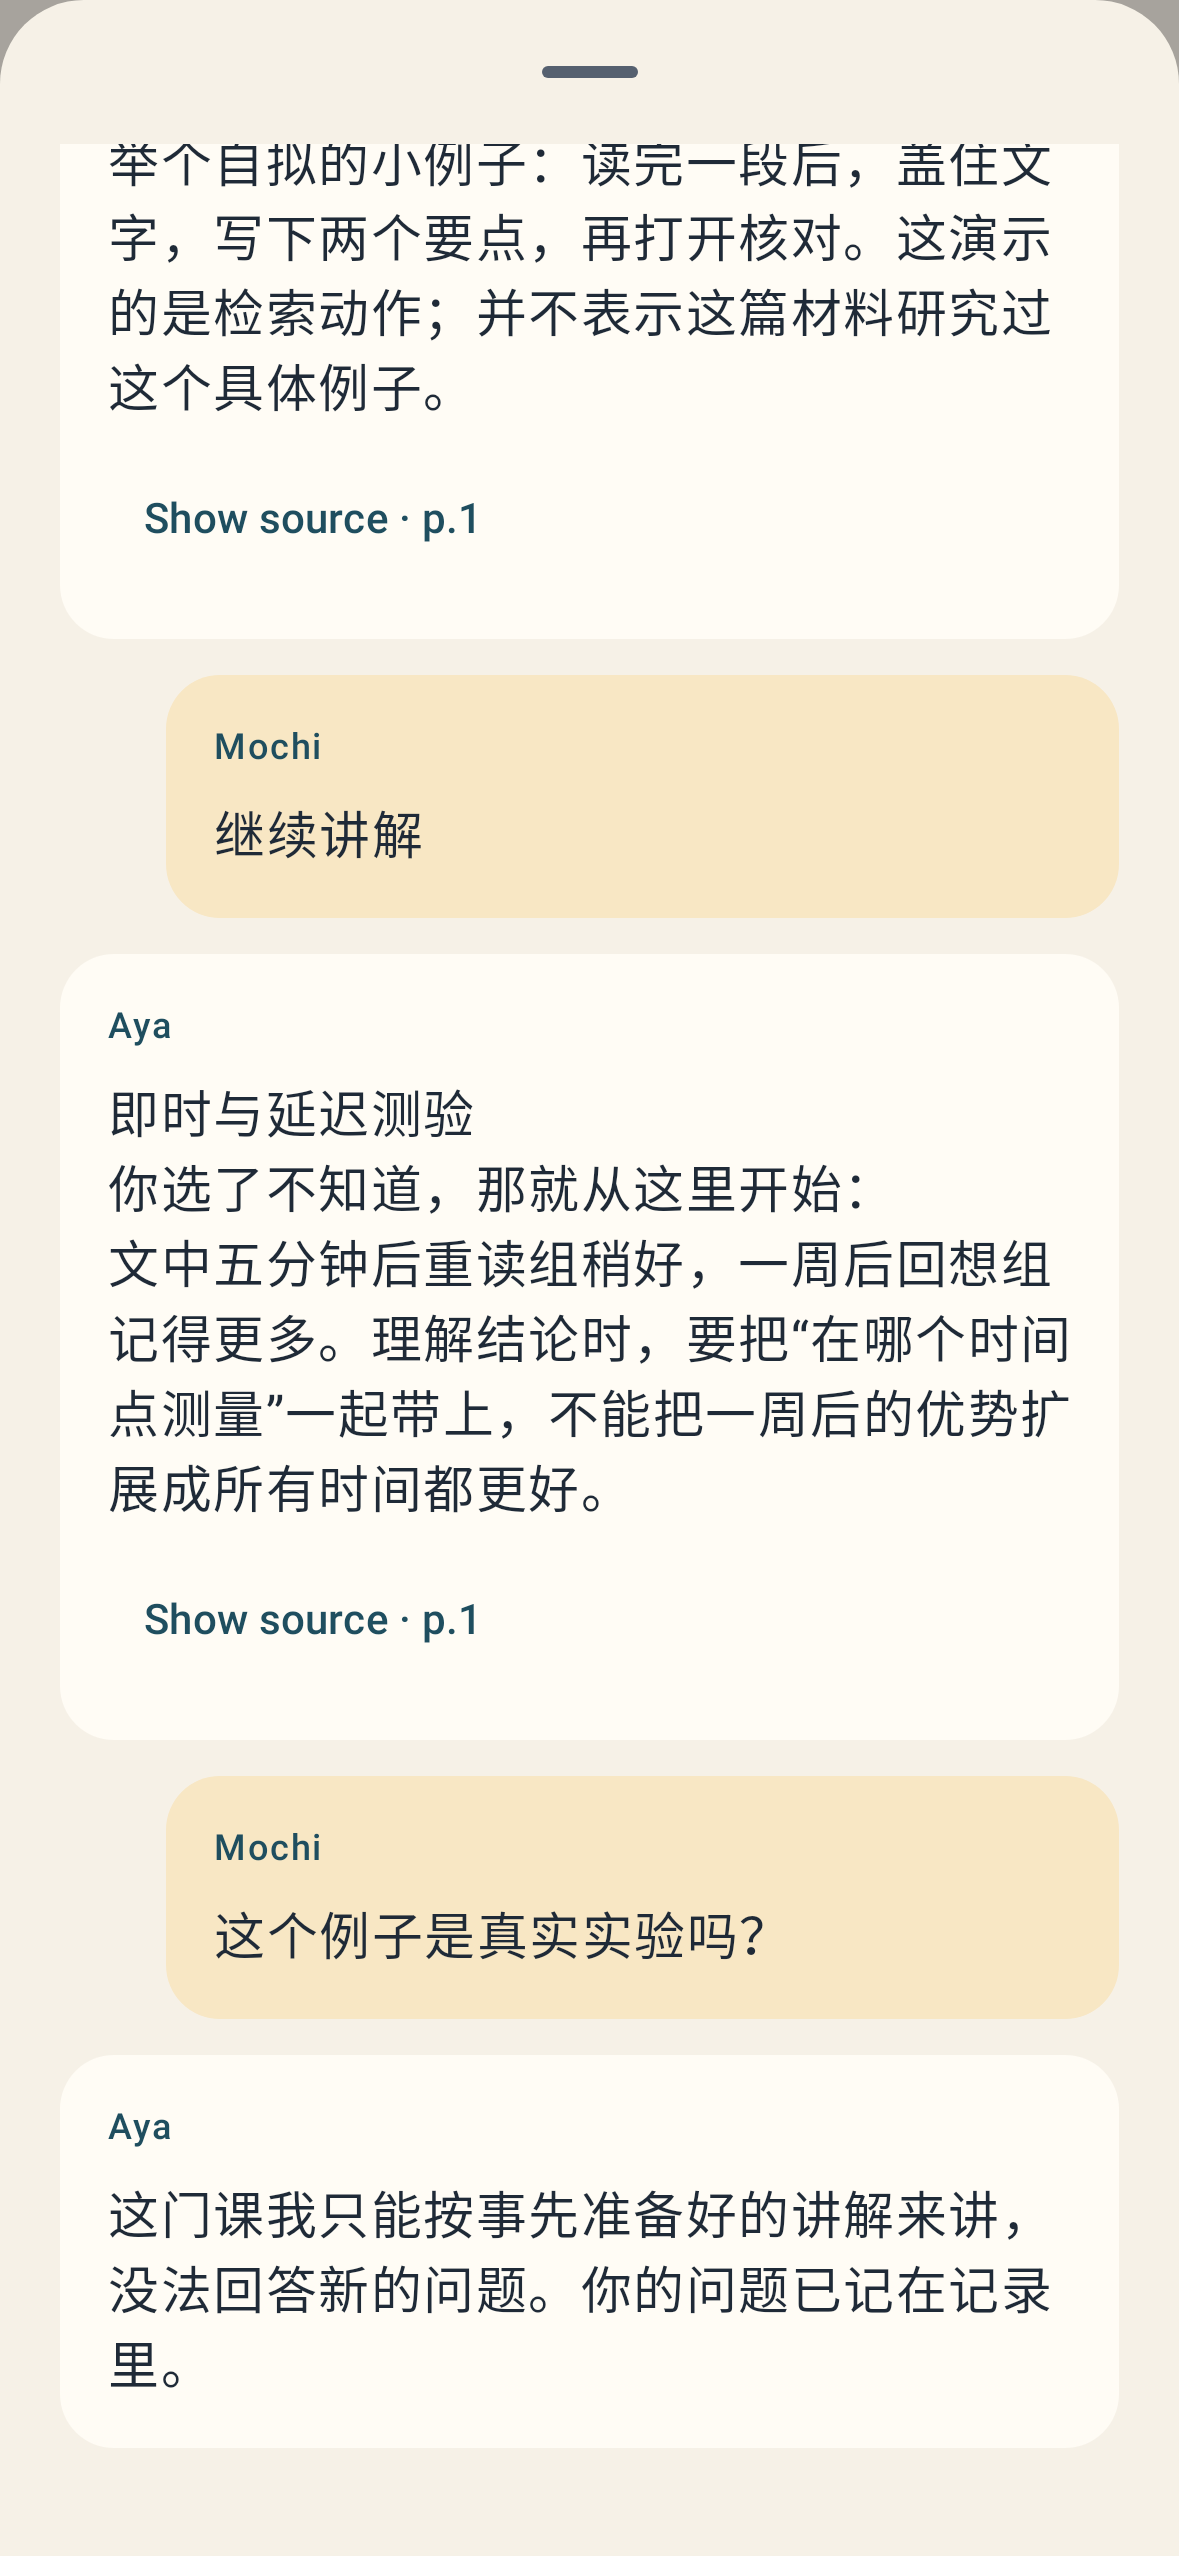 举个自拟的小例子：读完一段后，盖住文
字，写下两个要点，再打开核对。这演示
的是检索动作；并不表示这篇材料研究过
这个具体例子。
Show source · p.1
Mochi
继续讲解
Aya
即时与延迟测验
你选了不知道，那就从这里开始：
文中五分钟后重读组稍好，一周后回想组
记得更多。理解结论时，要把“在哪个时间
点测量”一起带上，不能把一周后的优势扩
展成所有时间都更好。
Show source · p.1
Mochi
这个例子是真实实验吗？
Aya
这门课我只能按事先准备好的讲解来讲，
没法回答新的问题。你的问题已记在记录
里。